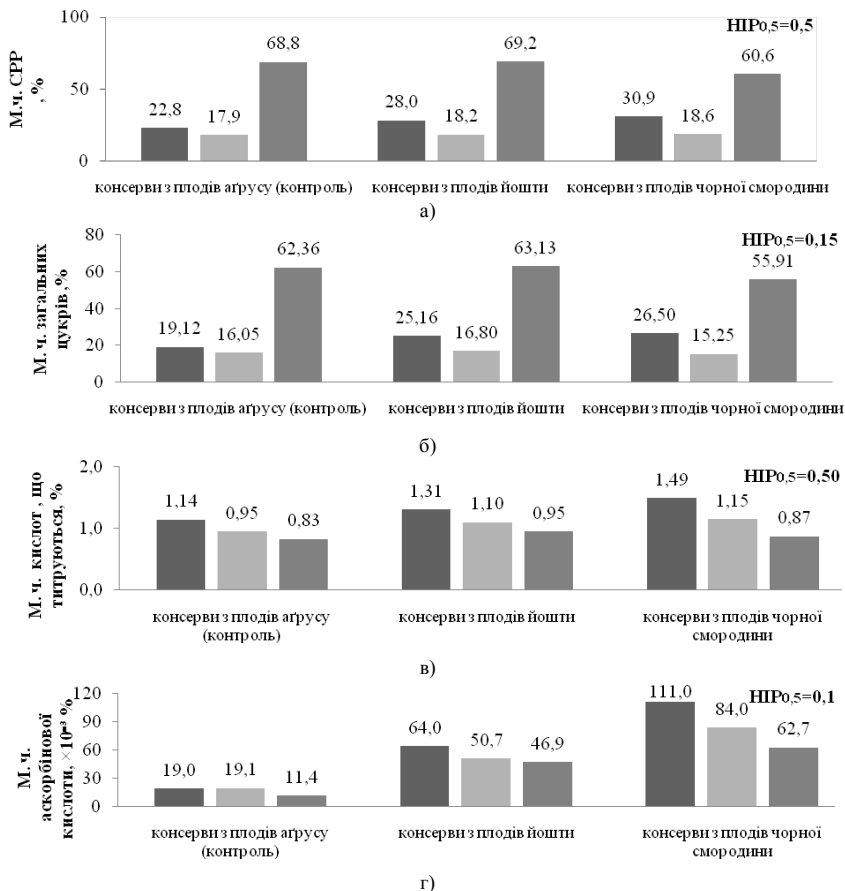 100
50
0
М.ч. СРР
, %
НІР0,5=0,5
22,8
17,9
68,8
28,0
18,2
69,2
30,9
18,6
60,6
консерви з плодів аґрусу (контроль)
консерви з плодів йошти
консерви з плодів чорної смородини
а)
80
60
40
20
0
М. ч. загальних
цукрів ,%
НІР0,5=0,15
19,12
16,05
62,36
25,16
16,80
63,13
26,50
15,25
55,91
консерви з плодів аґрусу (контроль)
консерви з плодів йошти
консерви з плодів чорної смородини
б)
2,0
1,0
0,0
М. ч. кислот , що
титруються, %
НІР0,5=0,50
1,14
0,95
0,83
1,31
1,10
0,95
1,49
1,15
0,87
консерви з плодів аґрусу
(контроль)
консерви з плодів йошти
консерви з плодів чорної
смородини
в)
120
90
60
30
0
М. ч.
аскорбінової
кислоти, ×10⁻³ %
НІР0,5=0,1
19,0
19,1
11,4
64,0
50,7
46,9
111,0
84,0
62,7
консерви з плодів аґрусу
(контроль)
консерви з плодів йошти
консерви з плодів чорної
смородини
г)